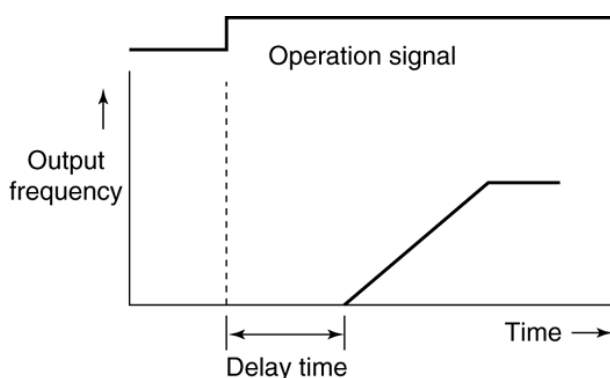 Operation signal
Output
frequency
Time
Delay time